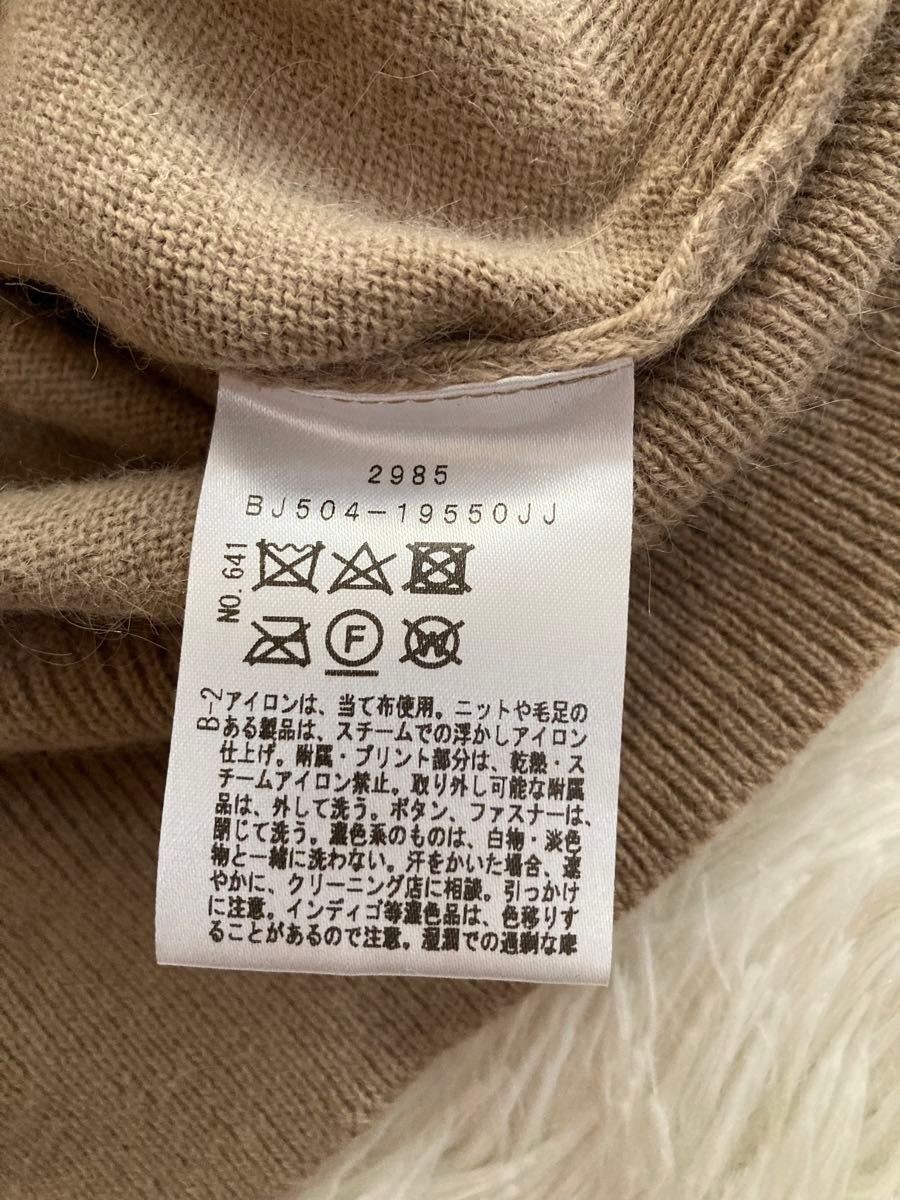 2985
BJ504-19550JJ
NO.641
F
W
B-2
アイロンは、当て布使用。ニットや毛足の
ある製品は、スチームでの浮かしアイロン
仕上げ。附属・プリント部分は、乾熱・ス
チームアイロン禁止。取り外し可能な附属
品は、外して洗う。ボタン、ファスナーは、
閉じて洗う。濃色系のものは、白物・淡色
物と一緒に洗わない。汗をかいた場合、速
やかに、クリーニング店に相談。引っかけ
に注意。インディゴ等濃色品は、色移りす
ることがあるので注意。湿潤での過剰な摩